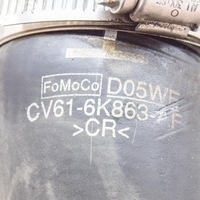 FoMoCo D05WF
CV61-6K863-
>CR<